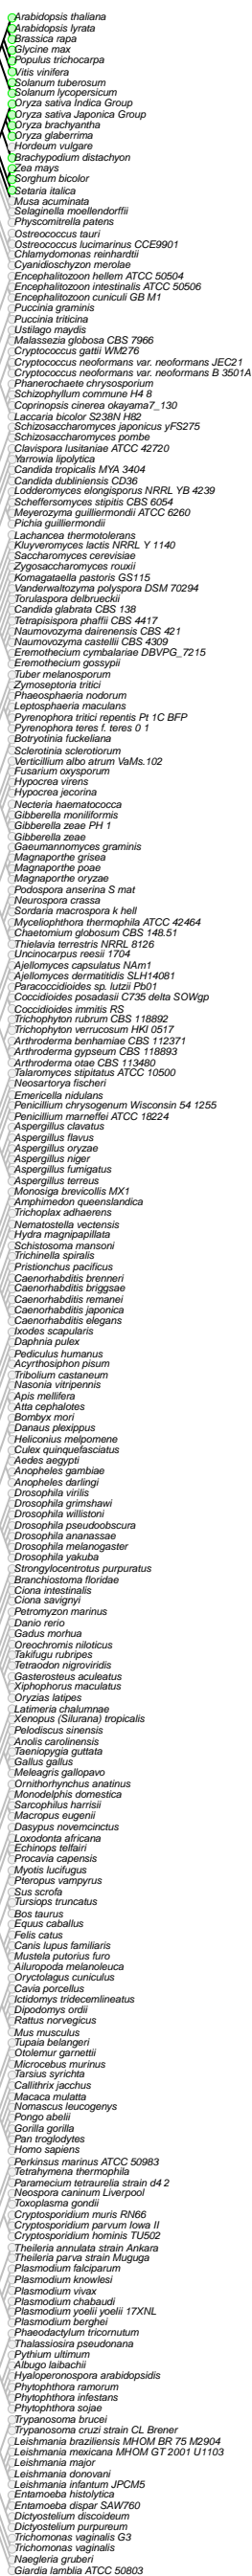 Arabidopsis thaliana
Arabidopsis lyrata
Brassica rapa
Glycine max
Populus trichocarpa
Vitis vinifera
Solanum tuberosum
Solanum lycopersicum
Oryza sativa Indica Group
Oryza sativa Japonica Group
Oryza brachyantha
Oryza glaberrima
Hordeum vulgare
Brachypodium distachyon
Zea mays
Sorghum bicolor
Setaria italica
Musa acuminata
Selaginella moellendorffii
Physcomitrella patens
Ostreococcus tauri
Ostreococcus lucimarinus CCE9901
Chlamydomonas reinhardtii
Cyanidioschyzon merolae
Encephalitozoon hellem ATCC 50504
Encephalitozoon intestinalis ATCC 50506
Encephalitozoon cuniculi GB M1
Puccinia graminis
Puccinia triticina
Ustilago maydis
Malassezia globosa CBS 7966
Cryptococcus gattii WM276
Cryptococcus neoformans var. neoformans JEC21
Cryptococcus neoformans var. neoformans B 3501A
Phanerochaete chrysosporium
Schizophyllum commune H4 8
Coprinopsis cinerea okayama7_130
Laccaria bicolor S238N H82
Schizosaccharomyces japonicus yFS275
Schizosaccharomyces pombe
Clavispora lusitaniae ATCC 42720
Yarrowia lipolytica
Candida tropicalis MYA 3404
Candida dubliniensis CD36
Lodderomyces elongisporus NRRL YB 4239
Scheffersomyces stipitis CBS 6054
Meyerozyma guilliermondii ATCC 6260
Pichia guilliermondii
Lachancea thermotolerans
Kluyveromyces lactis NRRL Y 1140
Saccharomyces cerevisiae
Zygosaccharomyces rouxii
Komagataella pastoris GS115
Vanderwaltozyma polyspora DSM 70294
Torulaspora delbrueckii
Candida glabrata CBS 138
Tetrapisispora phaffii CBS 4417
Naumovozyma dairenensis CBS 421
Naumovozyma castellii CBS 4309
Eremothecium cymbalariae DBVPG_7215
Eremothecium gossypii
Tuber melanosporum
Zymoseptoria tritici
Phaeosphaeria nodorum
Leptosphaeria maculans
Pyrenophora tritici repentis Pt 1C BFP
Pyrenophora teres f. teres 0 1
Botryotinia fuckeliana
Sclerotinia sclerotiorum
Verticillium albo atrum VaMs.102
Fusarium oxysporum
Hypocrea virens
Hypocrea jecorina
Nectria haematococca
Gibberella moniliformis
Gibberella zeae PH 1
Gibberella zeae
Gaeumannomyces graminis
Magnaporthe grisea
Magnaporthe poae
Magnaporthe oryzae
Podospora anserina S mat
Neurospora crassa
Sordaria macrospora k hell
Myceliophthora thermophila ATCC 42464
Chaetomium globosum CBS 148.51
Thielavia terrestris NRRL 8126
Uncinocarpus reesii 1704
Ajellomyces capsulatus NAm1
Ajellomyces dermatitidis SLH14081
Paracoccidioides sp. lutzii Pb01
Coccidioides posadasii C735 delta SOWgp
Coccidioides immitis RS
Trichophyton rubrum CBS 118892
Trichophyton verrucosum HKI 0517
Arthroderma benhamiae CBS 112371
Arthroderma gypseum CBS 118893
Arthroderma otae CBS 113480
Talaromyces stipitatus ATCC 10500
Neosartorya fischeri
Emericella nidulans
Penicillium chrysogenum Wisconsin 54 1255
Penicillium marneffei ATCC 18224
Aspergillus clavatus
Aspergillus flavus
Aspergillus oryzae
Aspergillus niger
Aspergillus fumigatus
Aspergillus terreus
Monosiga brevicollis MX1
Amphimedon queenslandica
Trichoplax adhaerens
Nematostella vectensis
Hydra magnipapillata
Schistosoma mansoni
Trichinella spiralis
Pristionchus pacificus
Caenorhabditis brenneri
Caenorhabditis briggsae
Caenorhabditis remanei
Caenorhabditis japonica
Caenorhabditis elegans
Ixodes scapularis
Daphnia pulex
Pediculus humanus
Acyrthosiphon pisum
Tribolium castaneum
Nasonia vitripennis
Apis mellifera
Atta cephalotes
Bombyx mori
Danaus plexippus
Heliconius melpomene
Culex quinquefasciatus
Aedes aegypti
Anopheles gambiae
Anopheles darlingi
Drosophila virilis
Drosophila grimshawi
Drosophila willistoni
Drosophila pseudoobscura
Drosophila ananassae
Drosophila melanogaster
Drosophila yakuba
Strongylocentrotus purpuratus
Branchiostoma floridae
Ciona intestinalis
Ciona savignyi
Petromyzon marinus
Danio rerio
Gadus morhua
Oreochromis niloticus
Takifugu rubripes
Tetraodon nigroviridis
Gasterosteus aculeatus
Xiphophorus maculatus
Oryzias latipes
Latimeria chalumnae
Xenopus (Silurana) tropicalis
Pelodiscus sinensis
Anolis carolinensis
Taeniopygia guttata
Gallus gallus
Meleagris gallopavo
Ornithorhynchus anatinus
Monodelphis domestica
Sarcophilus harrisii
Macropus eugenii
Dasypus novemcinctus
Loxodonta africana
Echinops telfairi
Procavia capensis
Myotis lucifugus
Pteropus vampyrus
Sus scrofa
Tursiops truncatus
Bos taurus
Equus caballus
Felis catus
Canis lupus familiaris
Mustela putorius furo
Ailuropoda melanoleuca
Oryctolagus cuniculus
Cavia porcellus
Ictidomys tridecemlineatus
Dipodomys ordii
Rattus norvegicus
Mus musculus
Tupaia belangeri
Otolemur garnettii
Microcebus murinus
Tarsius syrichta
Callithrix jacchus
Macaca mulatta
Nomascus leucogenys
Pongo abelii
Gorilla gorilla
Pan troglodytes
Homo sapiens
Perkinsus marinus ATCC 50983
Tetrahymena thermophila
Paramecium tetraurelia strain d4 2
Neospora caninum Liverpool
Toxoplasma gondii
Cryptosporidium muris RN66
Cryptosporidium parvum Iowa II
Cryptosporidium hominis TU502
Theileria annulata strain Ankara
Theileria parva strain Muguga
Plasmodium falciparum
Plasmodium knowlesi
Plasmodium vivax
Plasmodium chabaudi
Plasmodium yoelii yoelii 17XNL
Plasmodium berghei
Phaeodactylum tricornutum
Thalassiosira pseudonana
Pythium ultimum
Albugo laibachii
Hyaloperonospora arabidopsidis
Phytophthora ramorum
Phytophthora infestans
Phytophthora sojae
Trypanosoma brucei
Trypanosoma cruzi strain CL Brener
Leishmania braziliensis MHOM BR 75 M2904
Leishmania mexicana MHOM GT 2001 U1103
Leishmania major
Leishmania donovani
Leishmania infantum JPCM5
Entamoeba histolytica
Entamoeba dispar SAW760
Dictyostelium discoideum
Dictyostelium purpureum
Trichomonas vaginalis G3
Trichomonas vaginalis
Naegleria gruberi
Giardia lamblia ATCC 50803